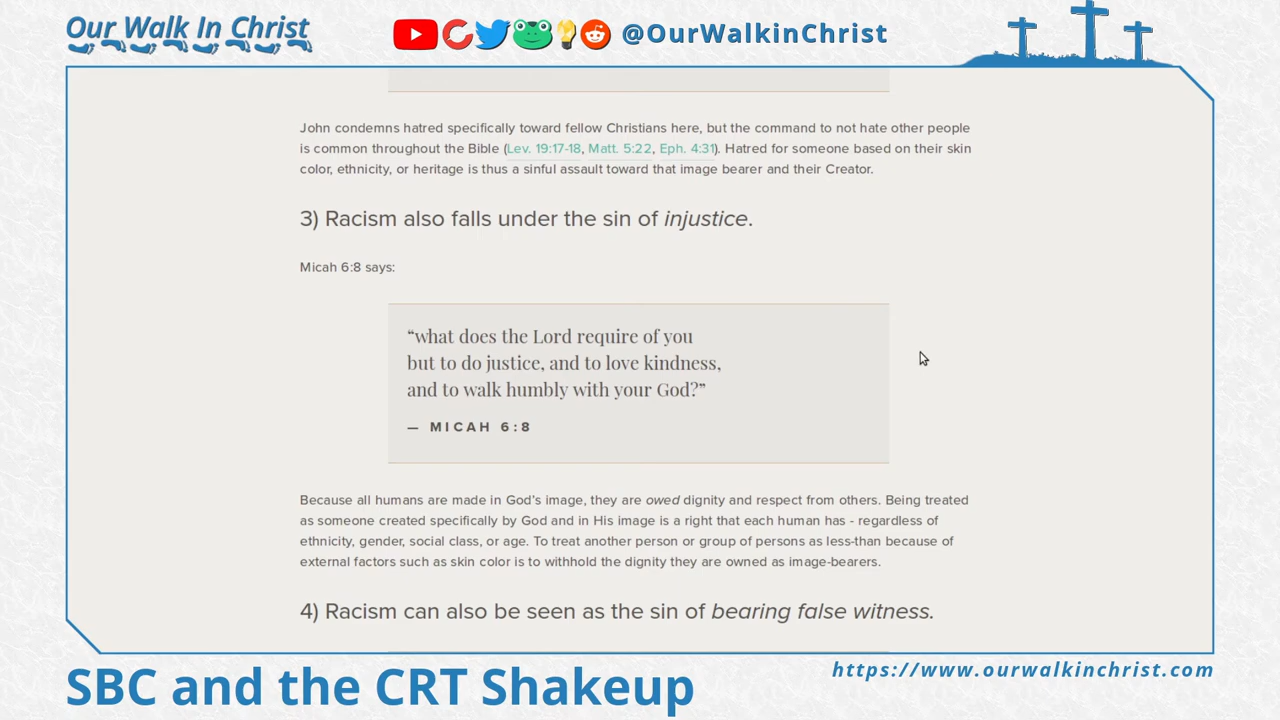 Our Walk In Christ
@OurWalkinChrist
John condemns hatred specifically toward fellow Christians here, but the command to not hate other people
is common throughout the Bible (Lev. 19:17-18, Matt. 5:22, Eph. 4:31). Hatred for someone based on their skin
color, ethnicity, or heritage is thus a sinful assault toward that image bearer and their Creator.
3) Racism also falls under the sin of injustice.
Micah 6:8 says:
“what does the Lord require of you
but to do justice, and to love kindness,
and to walk humbly with your God?”
— MICAH 6:8
Because all humans are made in God’s image, they are owed dignity and respect from others. Being treated
as someone created specifically by God and in His image is a right that each human has - regardless of
ethnicity, gender, social class, or age. To treat another person or group of persons as less-than because of
external factors such as skin color is to withhold the dignity they are owned as image-bearers.
4) Racism can also be seen as the sin of bearing false witness.
SBC and the CRT Shakeup
https://www.ourwalkinchrist.com